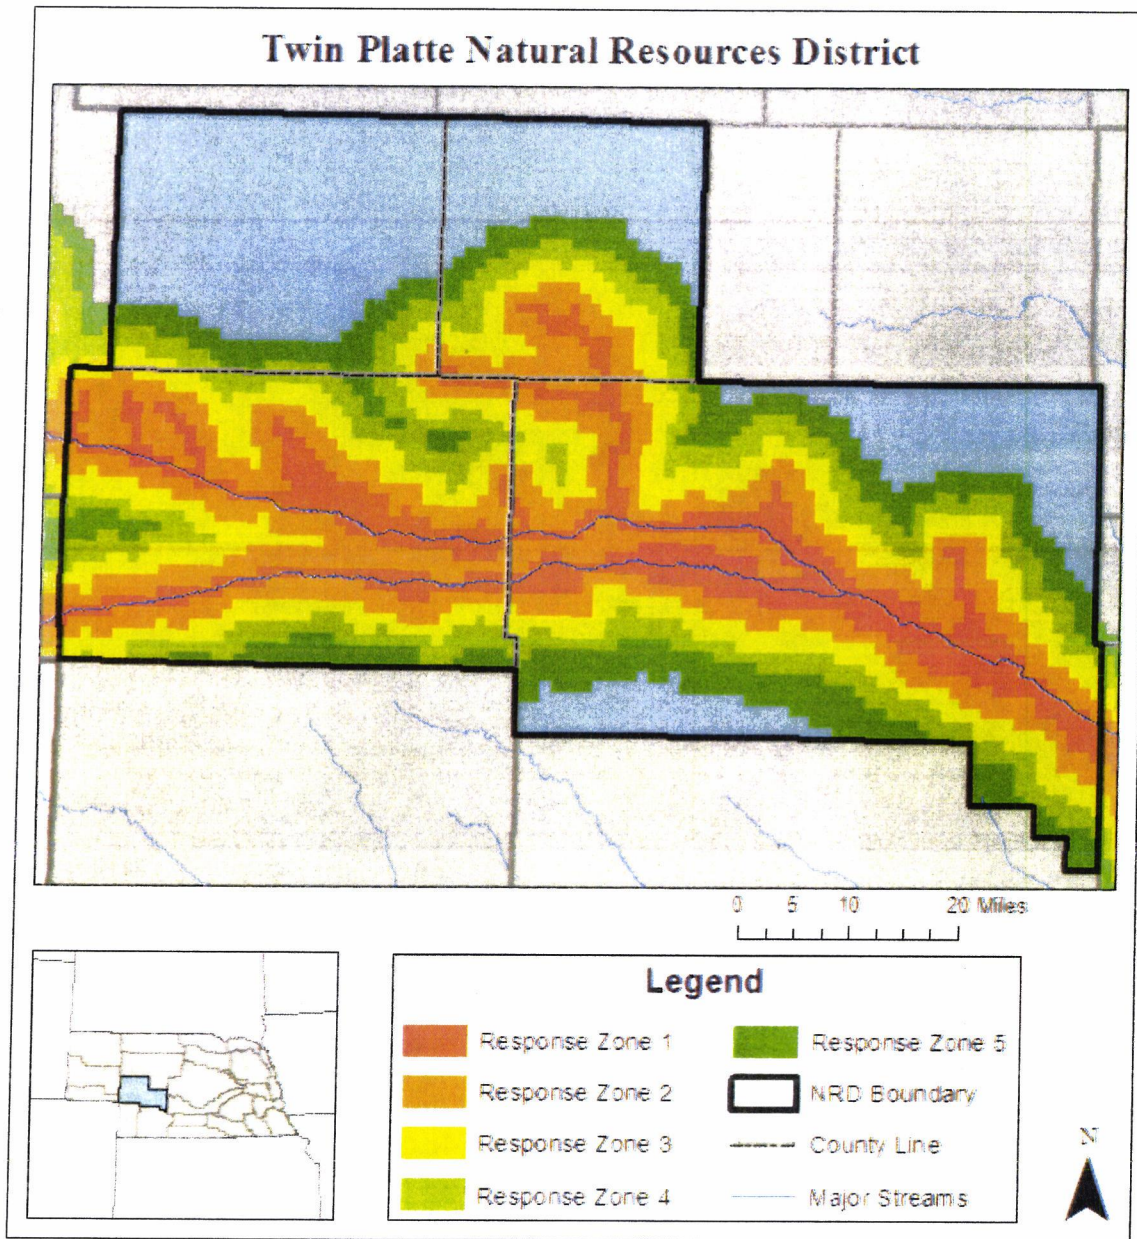 Twin Platte Natural Resources District
0 5 10 20 Miles
Legend
Response Zone 1
Response Zone 2
Response Zone 3
Response Zone 4
Response Zone 5
NRD Boundary
County Line
Major Streams
N